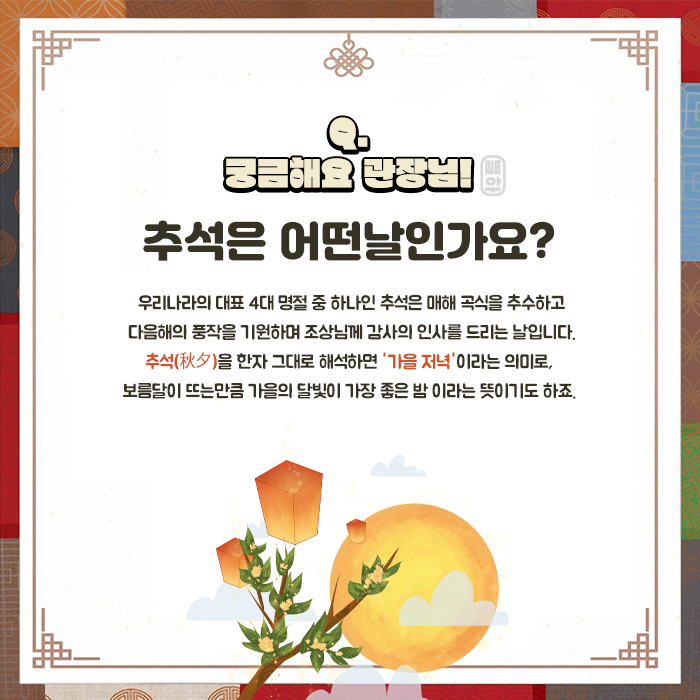 Q.
궁금해요 관장님!
추석은 어떤날인가요?
우리나라의 대표 4대 명절 중 하나인 추석은 매해 곡식을 추수하고
다음해의 풍작을 기원하며 조상님께 감사의 인사를 드리는 날입니다.
추석(秋夕)을 한자 그대로 해석하면 '가을 저녁'이라는 의미로,
보름달이 뜨는만큼 가을의 달빛이 가장 좋은 밤 이라는 뜻이기도 하죠.